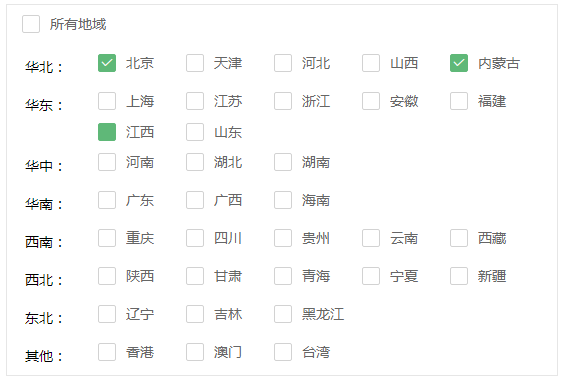 所有地域
华北： 北京 天津 河北 山西 内蒙古
华东： 上海 江苏 浙江 安徽 福建
江西 山东
华中： 河南 湖北 湖南
华南： 广东 广西 海南
西南： 重庆 四川 贵州 云南 西藏
西北： 陕西 甘肃 青海 宁夏 新疆
东北： 辽宁 吉林 黑龙江
其他： 香港 澳门 台湾